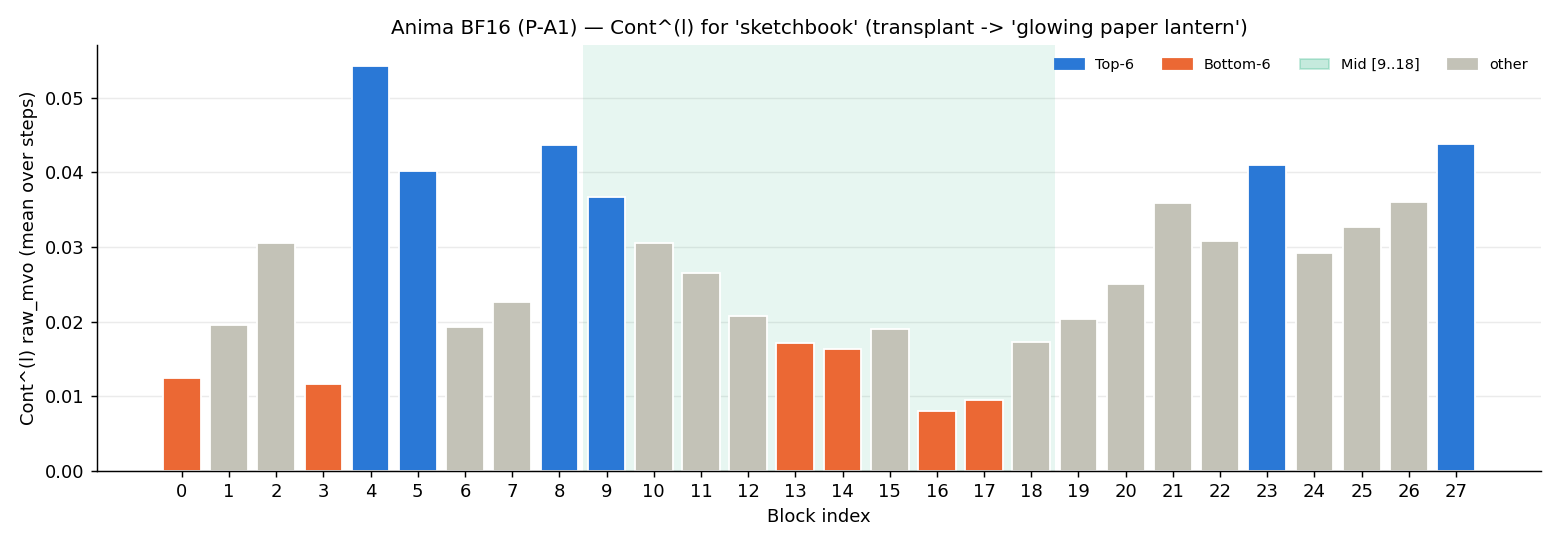 Anima BF16 (P-A1) — Cont^(l) for 'sketchbook' (transplant -> 'glowing paper lantern')
Top-6
Bottom-6
Mid [9..18]
other
Cont^(l) raw_mvo (mean over steps)
0.05
0.04
0.03
0.02
0.01
0.00
0 1 2 3 4 5 6 7 8 9 10 11 12 13 14 15 16 17 18 19 20 21 22 23 24 25 26 27
Block index